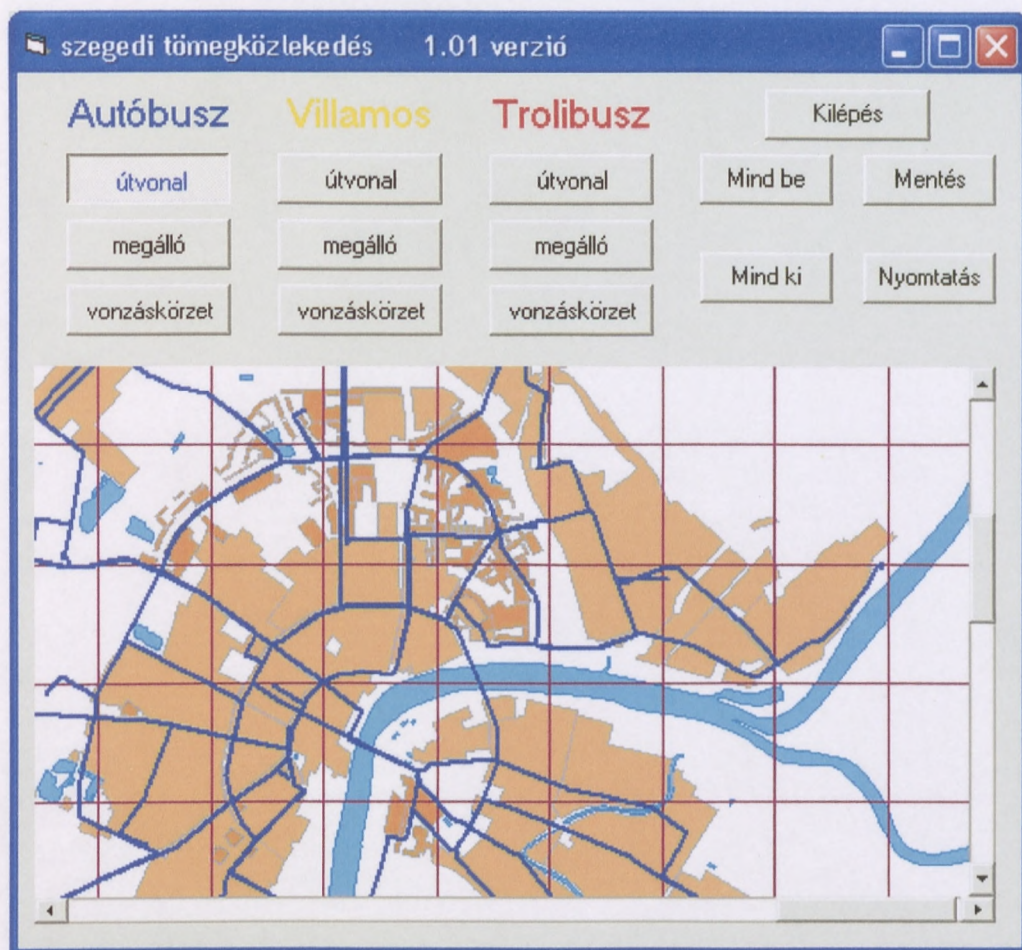 szegedi tömegközlekedés 1.01 verzió
Autóbusz Villamos Trolibusz Kilépés
útvonal útvonal útvonal Mind be Mentés
megálló megálló megálló
Mind ki Nyomtatás
vonzáskörzet vonzáskörzet vonzáskörzet